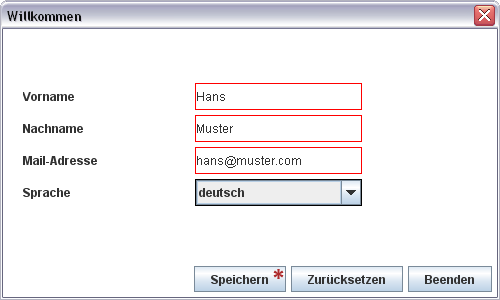 Willkommen
Vorname Hans
Nachname Muster
Mail-Adresse hans@muster.com
Sprache deutsch
Speichern * Zurücksetzen Beenden